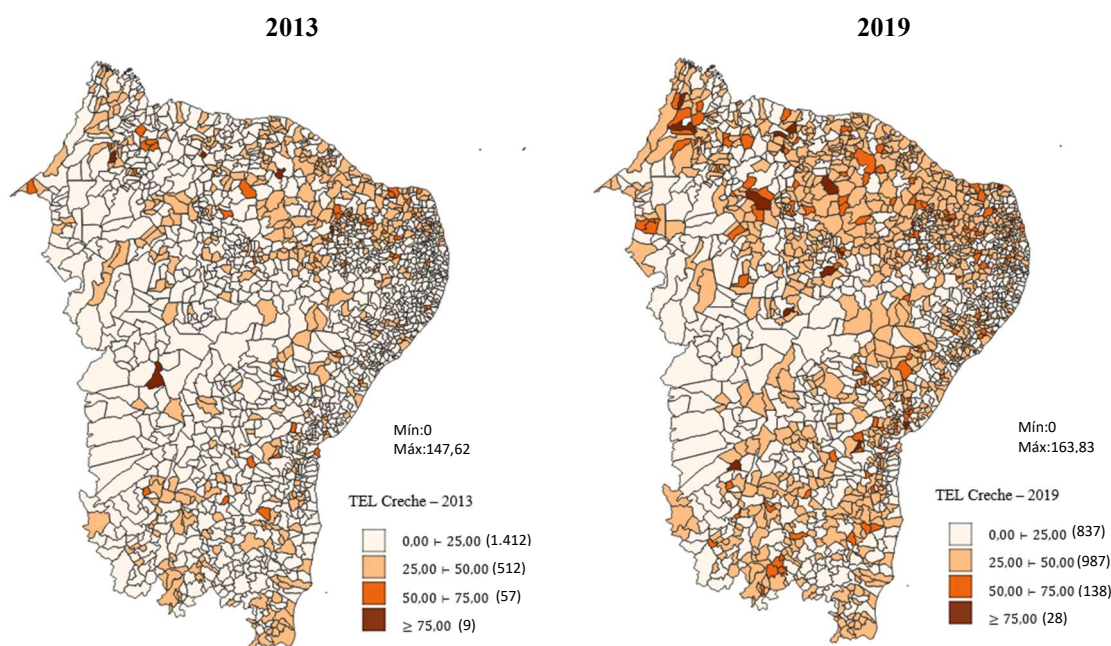 2013
2019
Mín:0
Máx:147,62
TEL Creche – 2013
0,00 ⊢ 25,00 (1.412)
25,00 ⊢ 50,00 (512)
50,00 ⊢ 75,00 (57)
≥ 75,00 (9)
Mín:0
Máx:163,83
TEL Creche – 2019
0,00 ⊢ 25,00 (837)
25,00 ⊢ 50,00 (987)
50,00 ⊢ 75,00 (138)
≥ 75,00 (28)